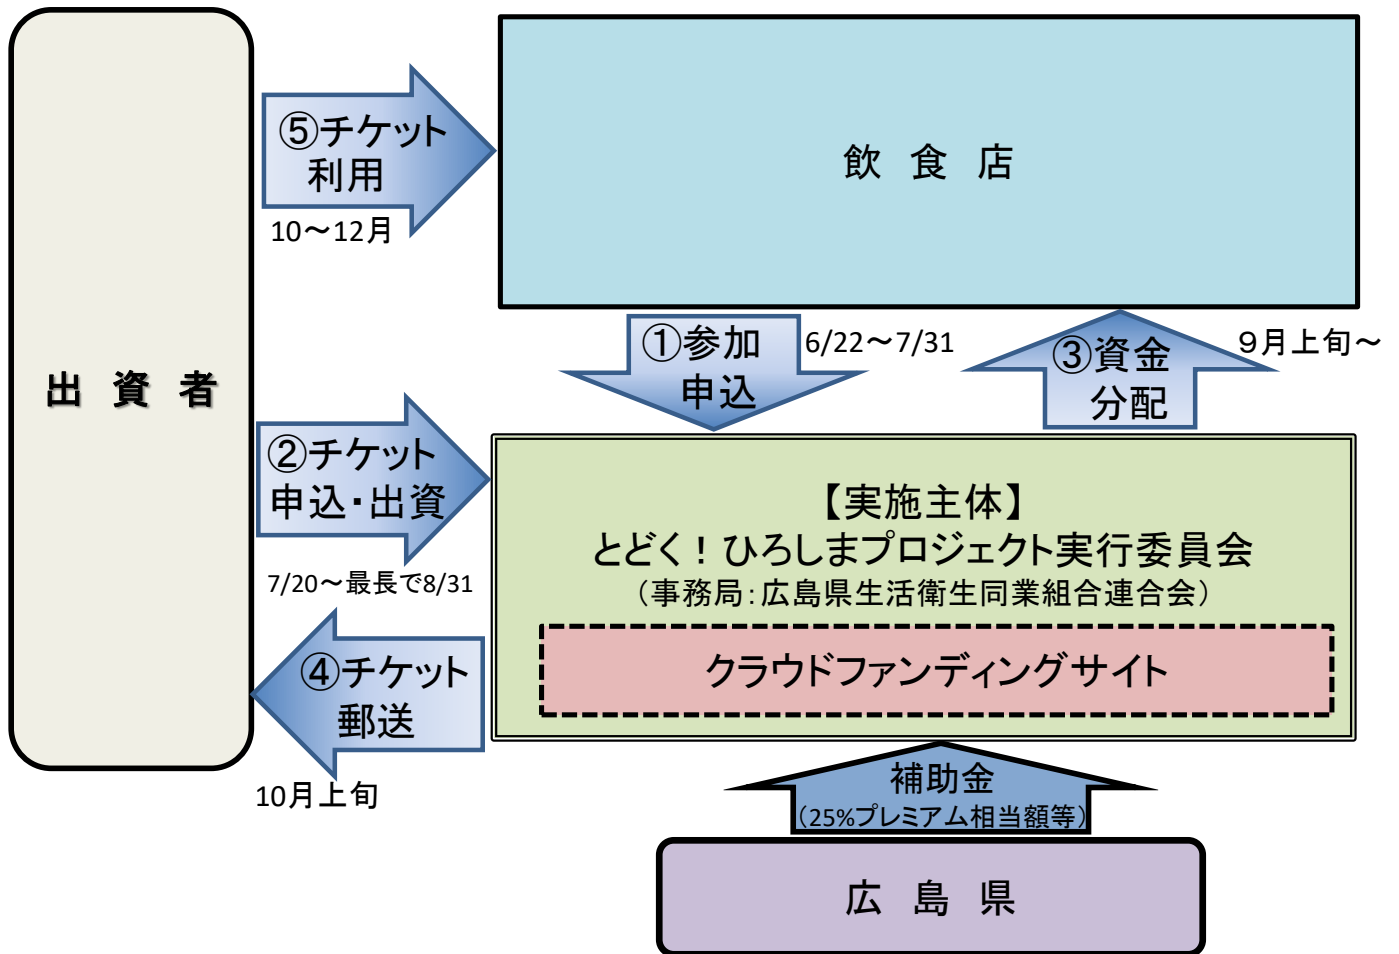 ⑤チケット
利用
10～12月
飲　食　店
①参加
申込
6/22～7/31
③資金
分配
９月上旬～
出　資　者
②チケット
申込・出資
7/20～最長で8/31
【実施主体】
とどく！ひろしまプロジェクト実行委員会
（事務局：広島県生活衛生同業組合連合会）
クラウドファンディングサイト
④チケット
郵送
10月上旬
補助金
（25%プレミアム相当額等）
広　島　県